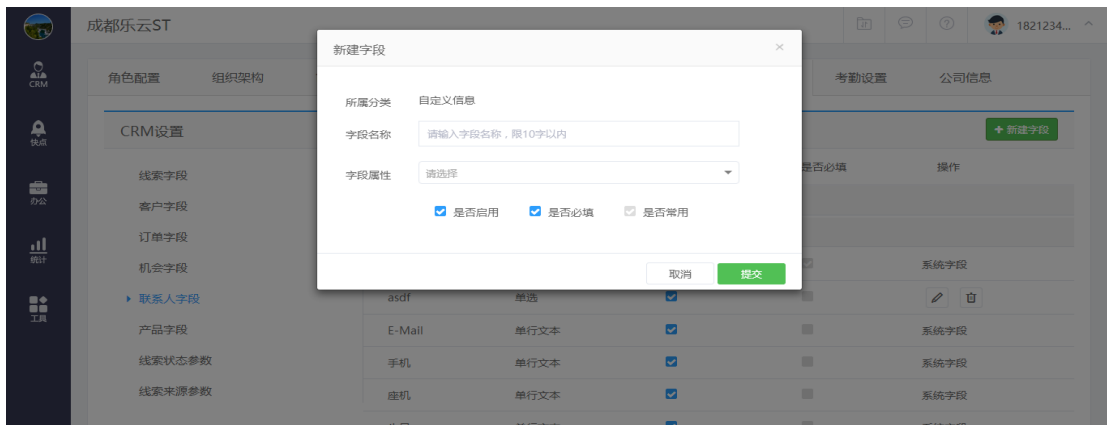 成都乐云ST
1821234...
CRM
快点
办公
统计
工具
角色配置 组织架构 考勤设置 公司信息
CRM设置
线索字段
客户字段
订单字段
机会字段
联系人字段
产品字段
线索状态参数
线索来源参数
新建字段
所属分类 自定义信息
字段名称 请输入字段名称，限10字以内
字段属性 请选择
是否启用 是否必填 是否常用
取消 提交
新建字段
是否必填 操作
系统字段
asdf 单选
E-Mail 单行文本 系统字段
手机 单行文本 系统字段
座机 单行文本 系统字段